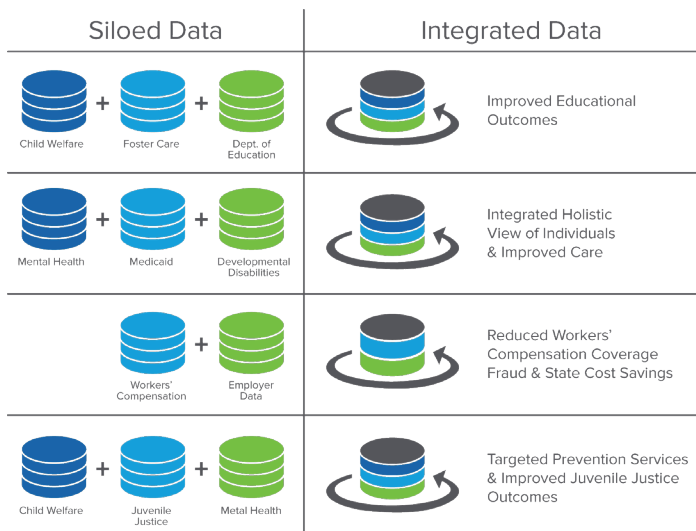 Siloed Data
Integrated Data
+
+
Child Welfare
Foster Care
Dept. of
Education
Improved Educational
Outcomes
+
+
Mental Health
Medicaid
Developmental
Disabilities
Integrated Holistic
View of Individuals
& Improved Care
+
Workers’
Compensation
Employer
Data
Reduced Workers’
Compensation Coverage
Fraud & State Cost Savings
+
+
Child Welfare
Juvenile
Justice
Metal Health
Targeted Prevention Services
& Improved Juvenile Justice
Outcomes